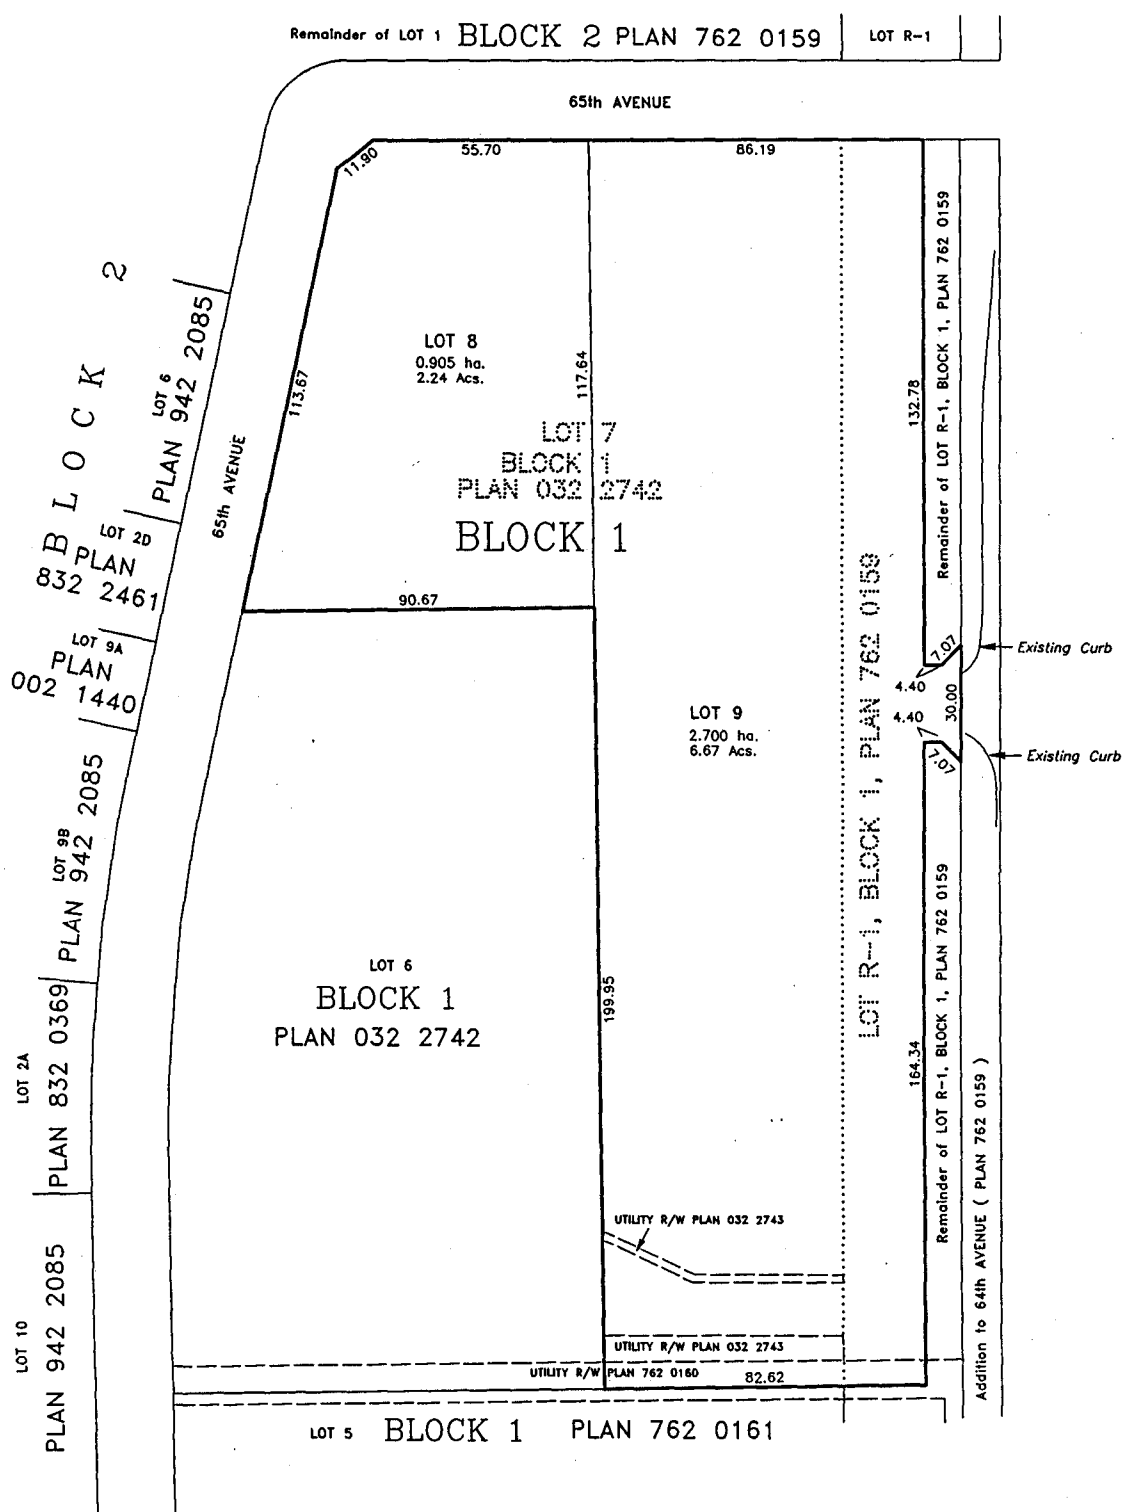 Remainder of LOT 1 BLOCK 2 PLAN 762 0159
LOT R-1
65th AVENUE
11.90
55.70
86.19
BLOCK 2
LOT 6
PLAN 942 2085
LOT 2D
PLAN
832 2461
LOT 9A
PLAN
002 1440
LOT 9B
PLAN 942 2085
LOT 2A
PLAN 832 0369
LOT 10
PLAN 942 2085
65th AVENUE
113.67
LOT 8
0.905 ha.
2.24 Acs.
117.64
LOT 7
BLOCK 1
PLAN 032 2742
BLOCK 1
90.67
132.78
Remainder of LOT R-1, BLOCK 1, PLAN 762 0159
LOT R-1, BLOCK 1, PLAN 762 0159
7.07
Existing Curb
4.40
30.00
4.40
7.07
Existing Curb
LOT 9
2.700 ha.
6.67 Acs.
LOT 6
BLOCK 1
PLAN 032 2742
199.95
164.34
Remainder of LOT R-1, BLOCK 1, PLAN 762 0159
Addition to 64th AVENUE ( PLAN 762 0159 )
UTILITY R/W PLAN 032 2743
UTILITY R/W PLAN 032 2743
UTILITY R/W PLAN 762 0160
82.62
LOT 5 BLOCK 1 PLAN 762 0161